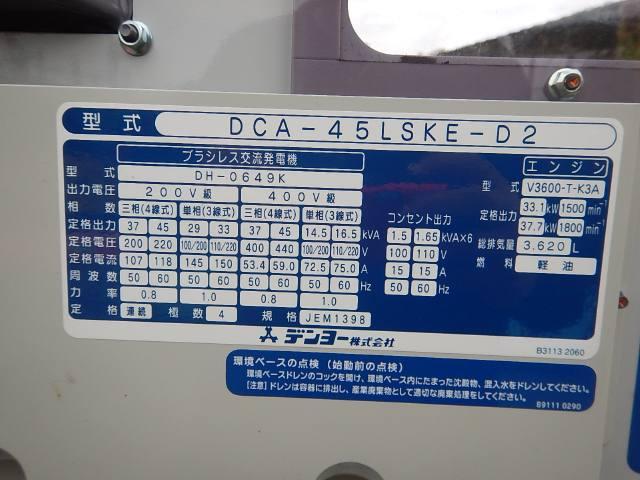 型式 DCA-45LSKE-D2
ブラシレス交流発電機
型式 DH-0649K
出力電圧 200V級 400V級
相数 三相(4線式) 単相(3線式) 三相(4線式) 単相(3線式)
定格出力 37 45 29 33 37 45 14.5 16.5 kVA
定格電圧 200 220 100/200 110/220 400 440 100/200 110/220 V
定格電流 107 118 145 150 53.4 59.0 72.5 75.0 A
周波数 50 60 50 60 50 60 50 60 Hz
力率 0.8 1.0 0.8 1.0
定格 連続 極数 4 規格 JEM1398
コンセント出力
1.5 1.65 kVA×6
100 110 V
15 15 A
50 60 Hz
エンジン
型式 V3600-T-K3A
定格出力 33.1 kW 1500 min⁻¹
37.7 kW 1800 min⁻¹
総排気量 3.620 L
燃料 軽油
デンヨー株式会社
B3113 2060
環境ベースの点検(始動前の点検)
環境ベースドレンのコックを開け、環境ベース内にたまった沈殿物、混入水をドレンしてください。
[注意]ドレンは容器に排出し、産業廃棄物として適切な廃棄処理をしてください。
B9111 0290